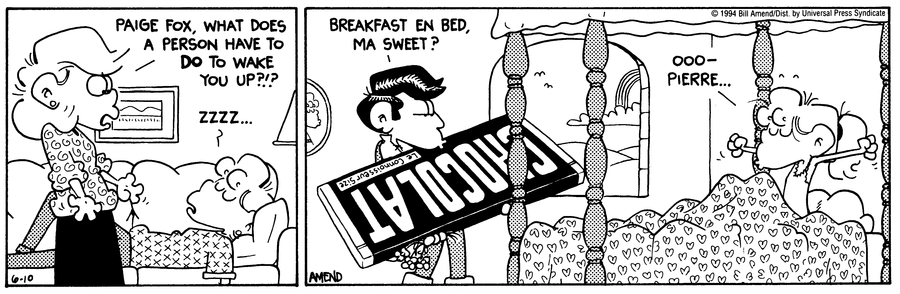 PAIGE FOX, WHAT DOES
A PERSON HAVE TO
DO TO WAKE
YOU UP?!?
ZZZZ...
6-10
© 1994 Bill Amend/Dist. by Universal Press Syndicate
BREAKFAST EN BED,
MA SWEET?
OOO-
PIERRE...
CHOCOLAT
Le Connoisseur Size
AMEND